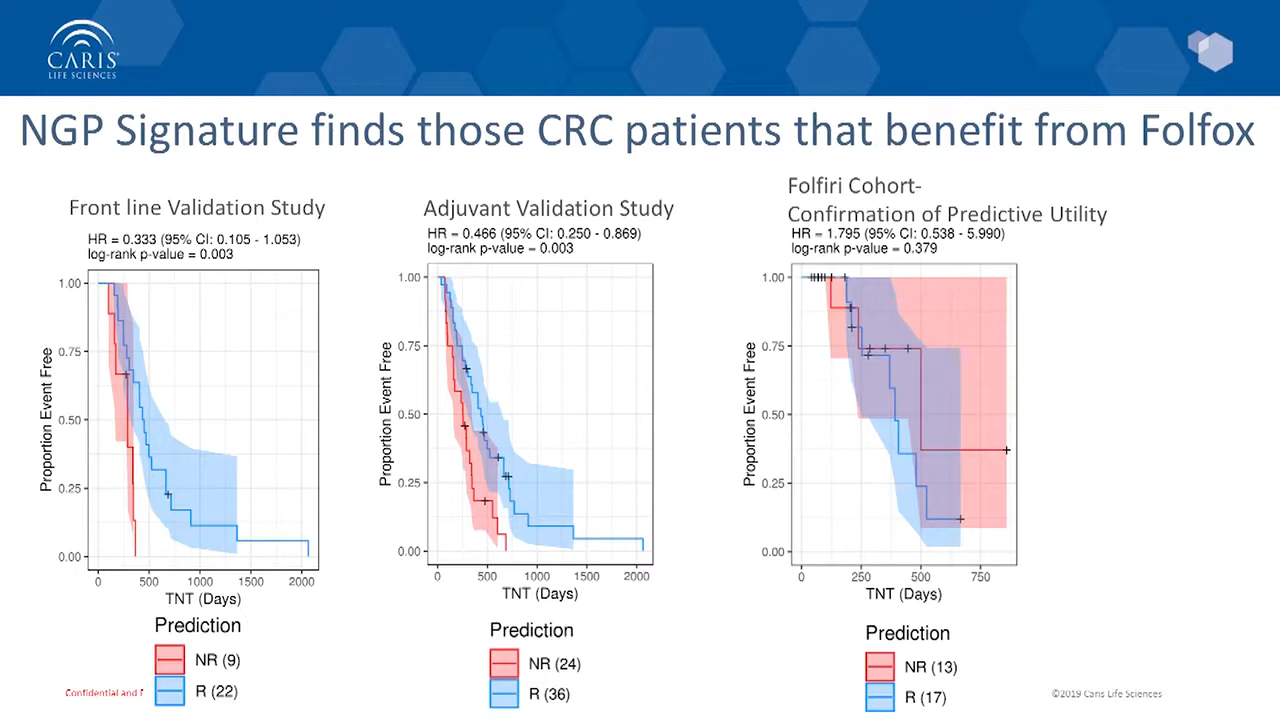 CARIS
LIFE SCIENCES
NGP Signature finds those CRC patients that benefit from Folfox
Front line Validation Study
HR = 0.333 (95% CI: 0.105 - 1.053)
log-rank p-value = 0.003
Proportion Event Free
1.00
0.75
0.50
0.25
0.00
0 500 1000 1500 2000
TNT (Days)
Prediction
NR (9)
R (22)
Adjuvant Validation Study
HR = 0.466 (95% CI: 0.250 - 0.869)
log-rank p-value = 0.003
Proportion Event Free
1.00
0.75
0.50
0.25
0.00
0 500 1000 1500 2000
TNT (Days)
Prediction
NR (24)
R (36)
Folfiri Cohort-
Confirmation of Predictive Utility
HR = 1.795 (95% CI: 0.538 - 5.990)
log-rank p-value = 0.379
Proportion Event Free
1.00
0.75
0.50
0.25
0.00
0 250 500 750
TNT (Days)
Prediction
NR (13)
R (17)
Confidential and
©2019 Caris Life Sciences